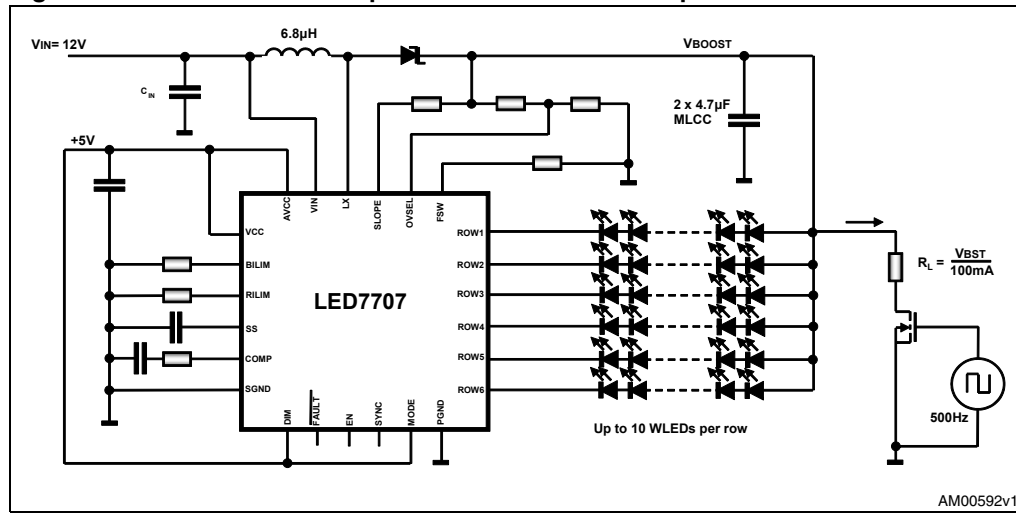 VIN= 12V
6.8µH
VBOOST
CIN
2 x 4.7µF
MLCC
+5V
AVCC
VIN
LX
SLOPE
OVSEL
FSW
VCC
BILIM
RILIM
SS
COMP
SGND
LED7707
ROW1
ROW2
ROW3
ROW4
ROW5
ROW6
DIM
FAULT
EN
SYNC
MODE
PGND
Up to 10 WLEDs per row
RL = VBST
100mA
500Hz
AM00592v1